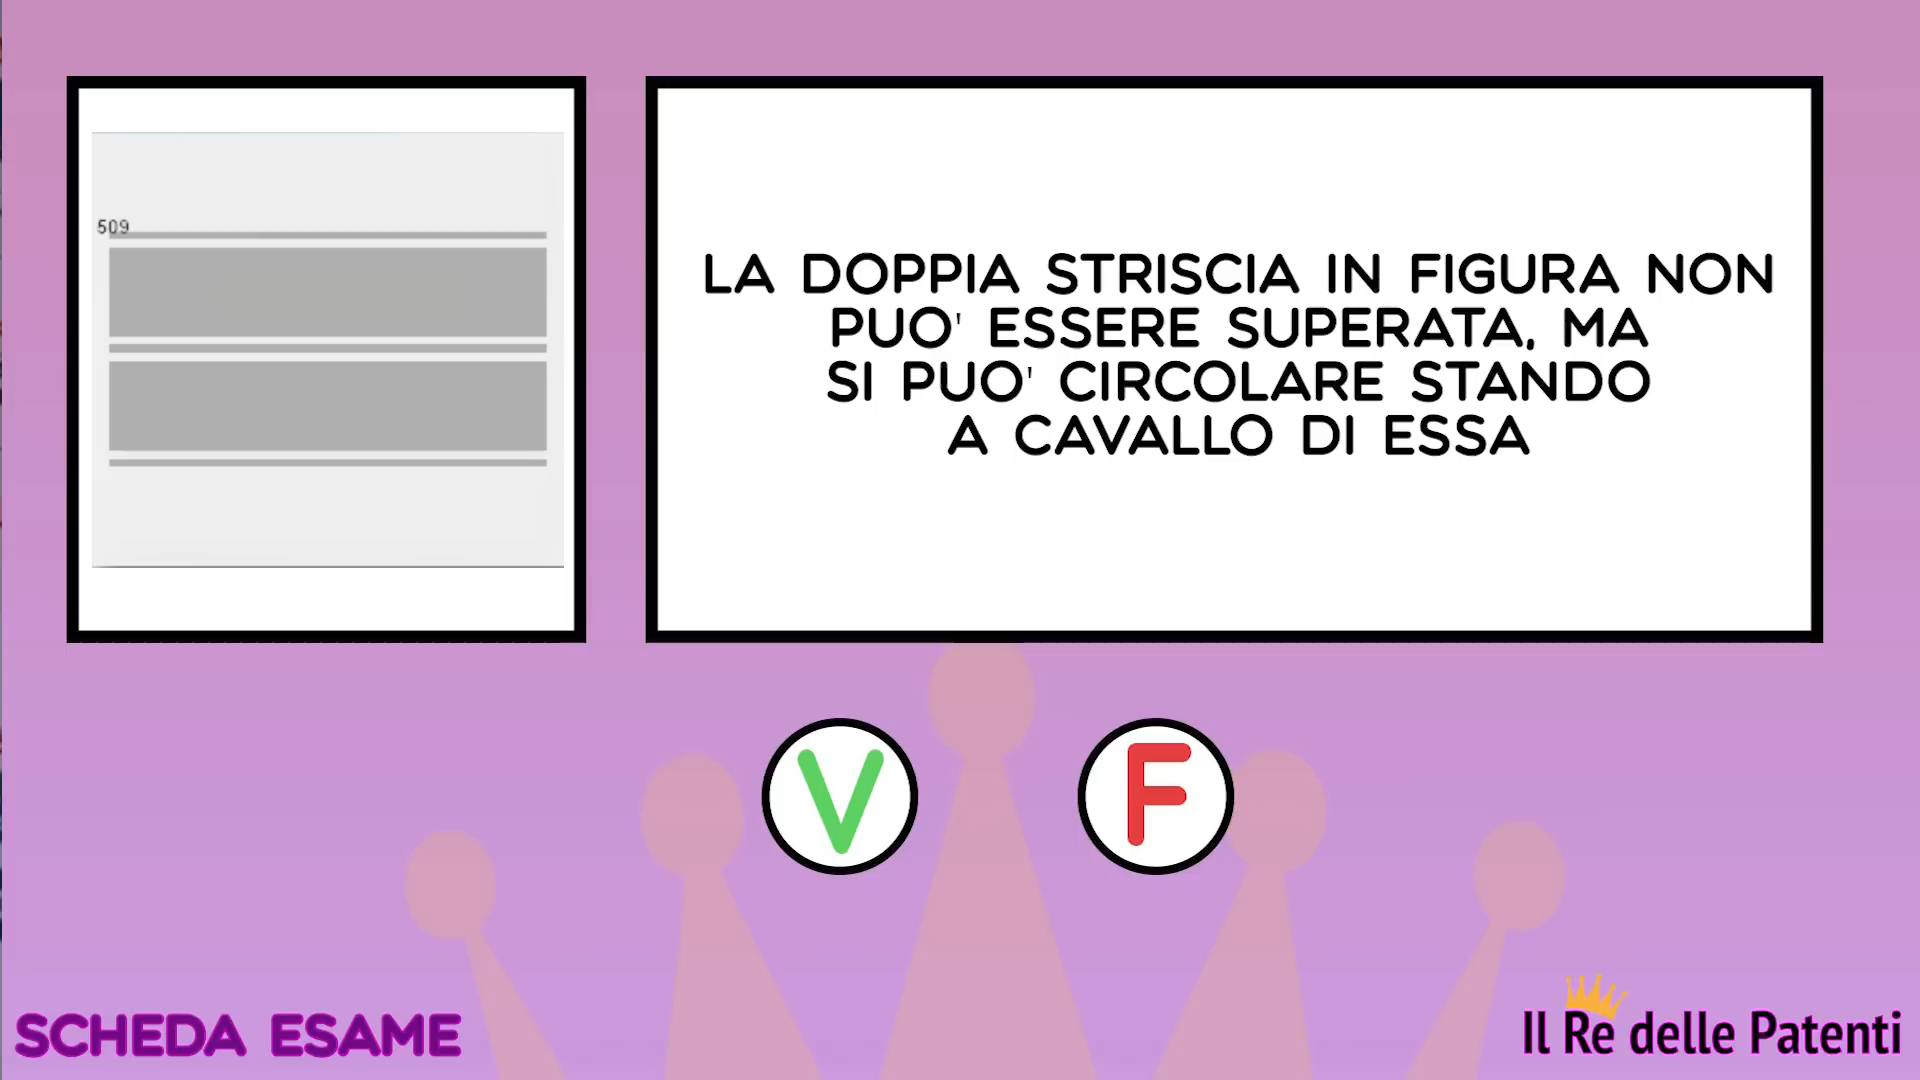 509
LA DOPPIA STRISCIA IN FIGURA NON
PUO' ESSERE SUPERATA, MA
SI PUO' CIRCOLARE STANDO
A CAVALLO DI ESSA
V
F
SCHEDA ESAME
Il Re delle Patenti